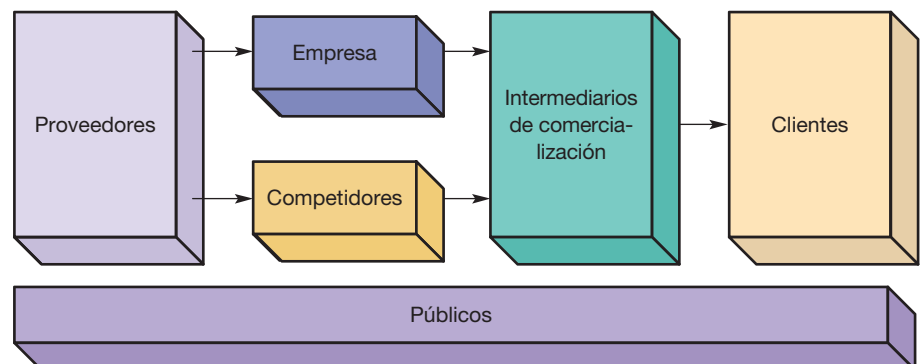 Proveedores
Empresa
Competidores
Intermediarios
de comercia-
lización
Clientes
Públicos